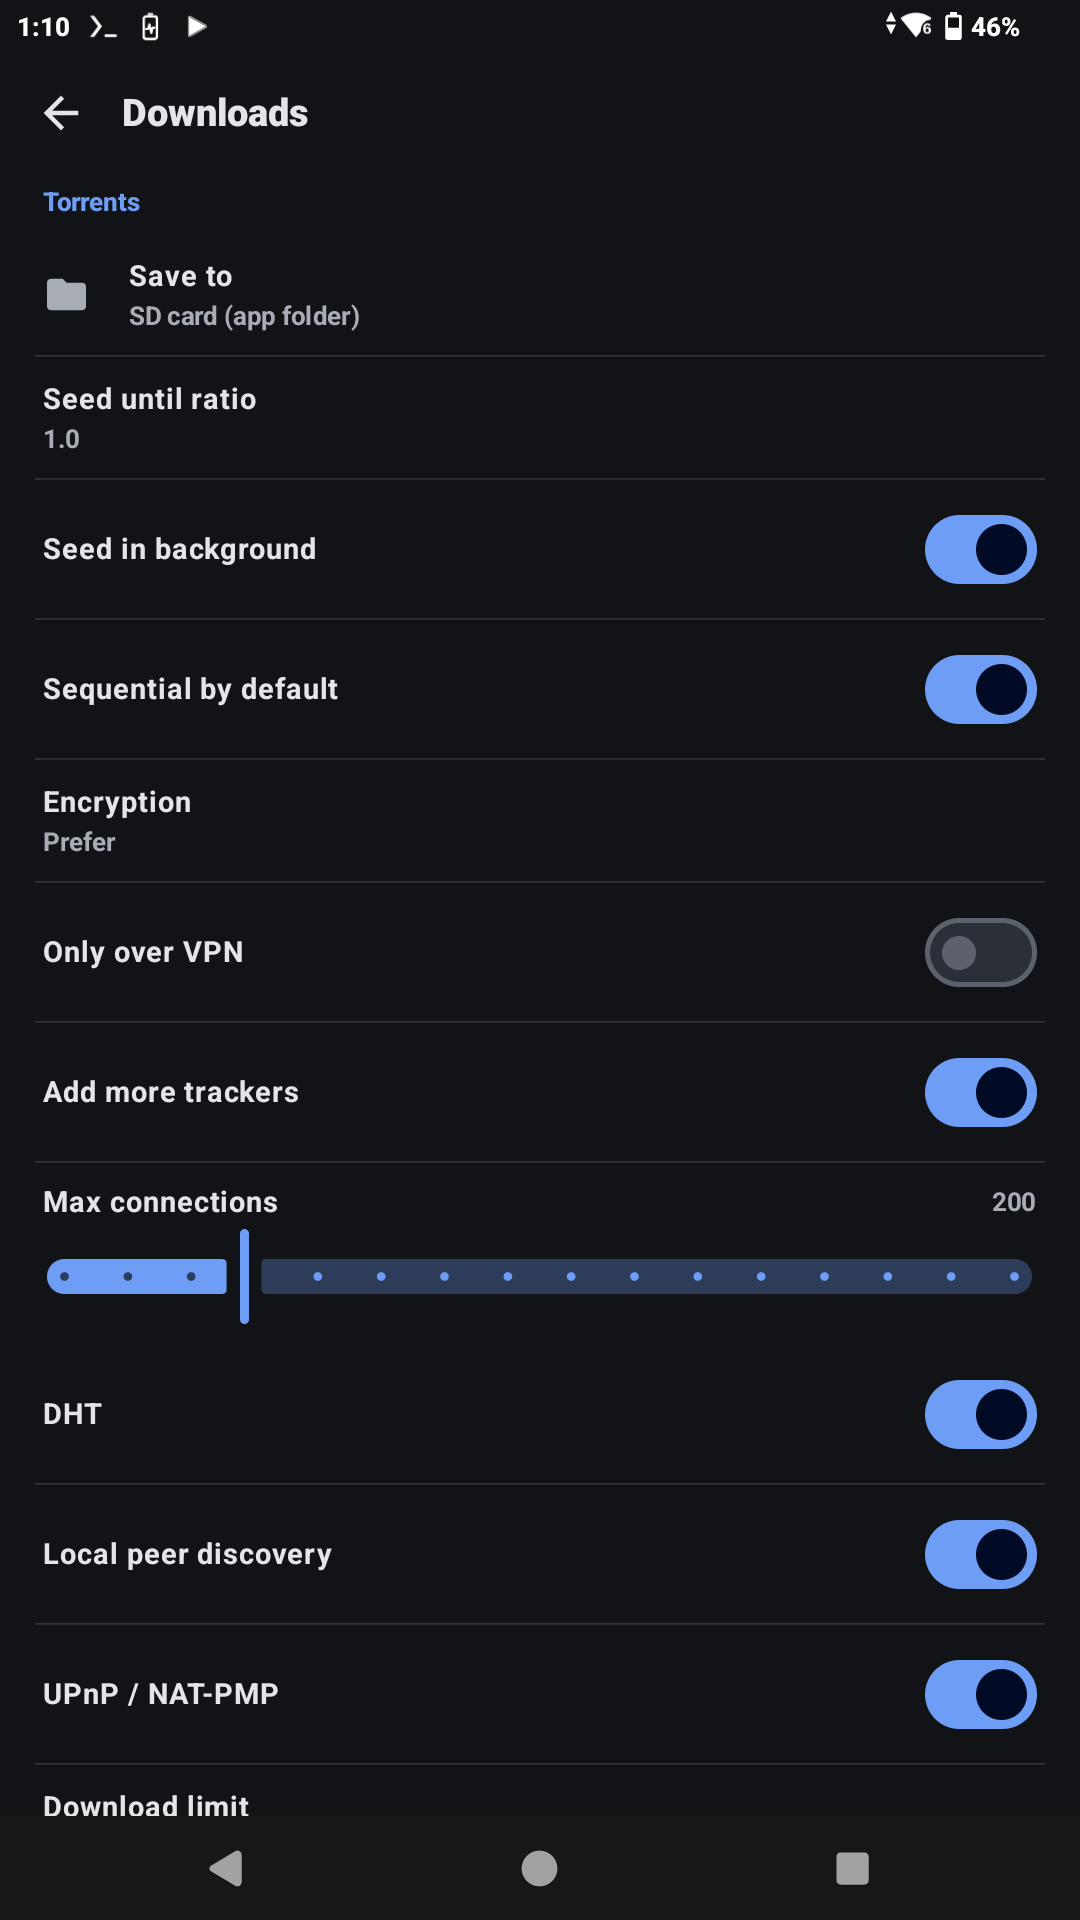 1:10
6
46%
Downloads
Torrents
Save to
SD card (app folder)
Seed until ratio
1.0
Seed in background
Sequential by default
Encryption
Prefer
Only over VPN
Add more trackers
Max connections
200
DHT
Local peer discovery
UPnP / NAT-PMP
Download limit